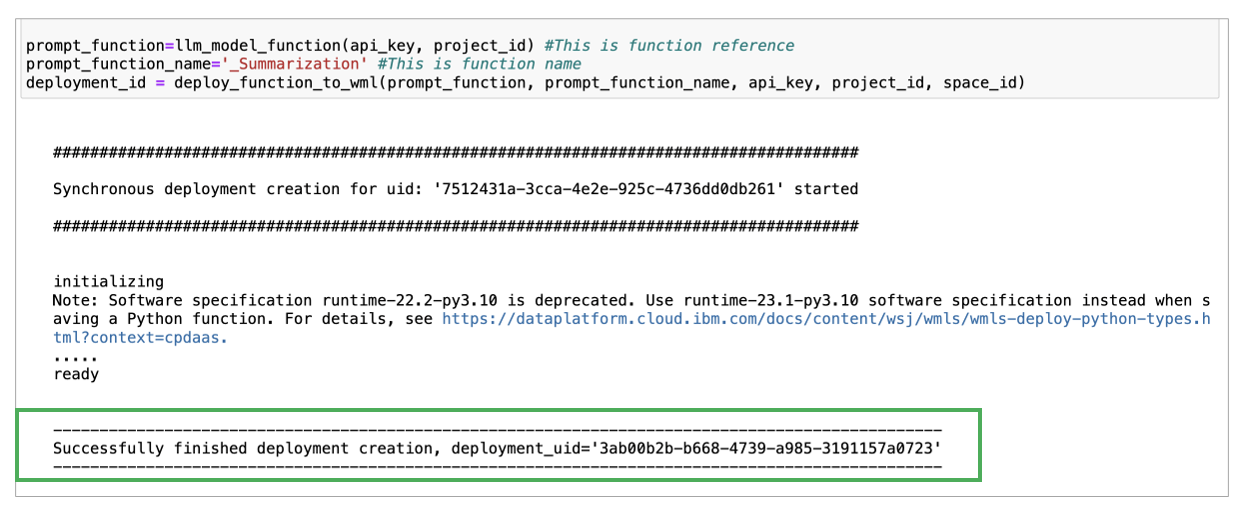 prompt_function=llm_model_function(api_key, project_id) #This is function reference
prompt_function_name='_Summarization' #This is function name
deployment_id = deploy_function_to_wml(prompt_function, prompt_function_name, api_key, project_id, space_id)
#######################################################################################
Synchronous deployment creation for uid: '7512431a-3cca-4e2e-925c-4736dd0db261' started
#######################################################################################
initializing
Note: Software specification runtime-22.2-py3.10 is deprecated. Use runtime-23.1-py3.10 software specification instead when s
aving a Python function. For details, see https://dataplatform.cloud.ibm.com/docs/content/wsj/wmls/wmls-deploy-python-types.h
tml?context=cpdaas.
.....
ready
------------------------------------------------------------------------------------------------
Successfully finished deployment creation, deployment_uid='3ab00b2b-b668-4739-a985-3191157a0723'
------------------------------------------------------------------------------------------------